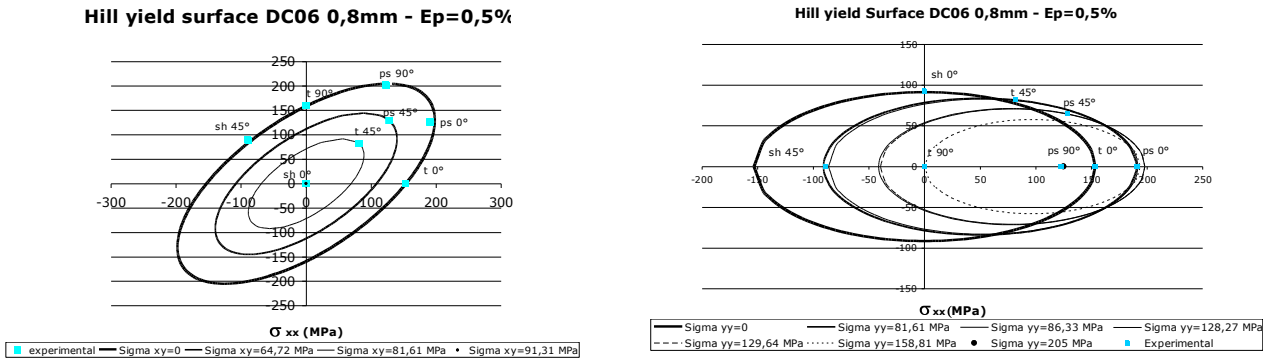 Hill yield surface DC06 0,8mm - Ep=0,5%
250
200
150
100
50
0
-50
-100
-150
-200
-250
-300
-200
-100
0
100
200
300
ps 90°
t 90°
ps 45°
ps 0°
sh 45°
t 45°
sh 0°
t 0°
σ xx (MPa)
experimental
Sigma xy=0
Sigma xy=64,72 MPa
Sigma xy=81,61 MPa
Sigma xy=91,31 MPa
Hill yield Surface DC06 0,8mm - Ep=0,5%
150
100
50
0
-50
-100
-150
-200
-150
-100
-50
0
50
100
150
200
250
sh 0°
t 45°
ps 45°
sh 45°
t 90°
ps 90°
t 0°
ps 0°
σ xx (MPa)
Sigma yy=0
Sigma yy=81,61 MPa
Sigma yy=86,33 MPa
Sigma yy=128,27 MPa
Sigma yy=129,64 MPa
Sigma yy=158,81 MPa
Sigma yy=205 MPa
Experimental